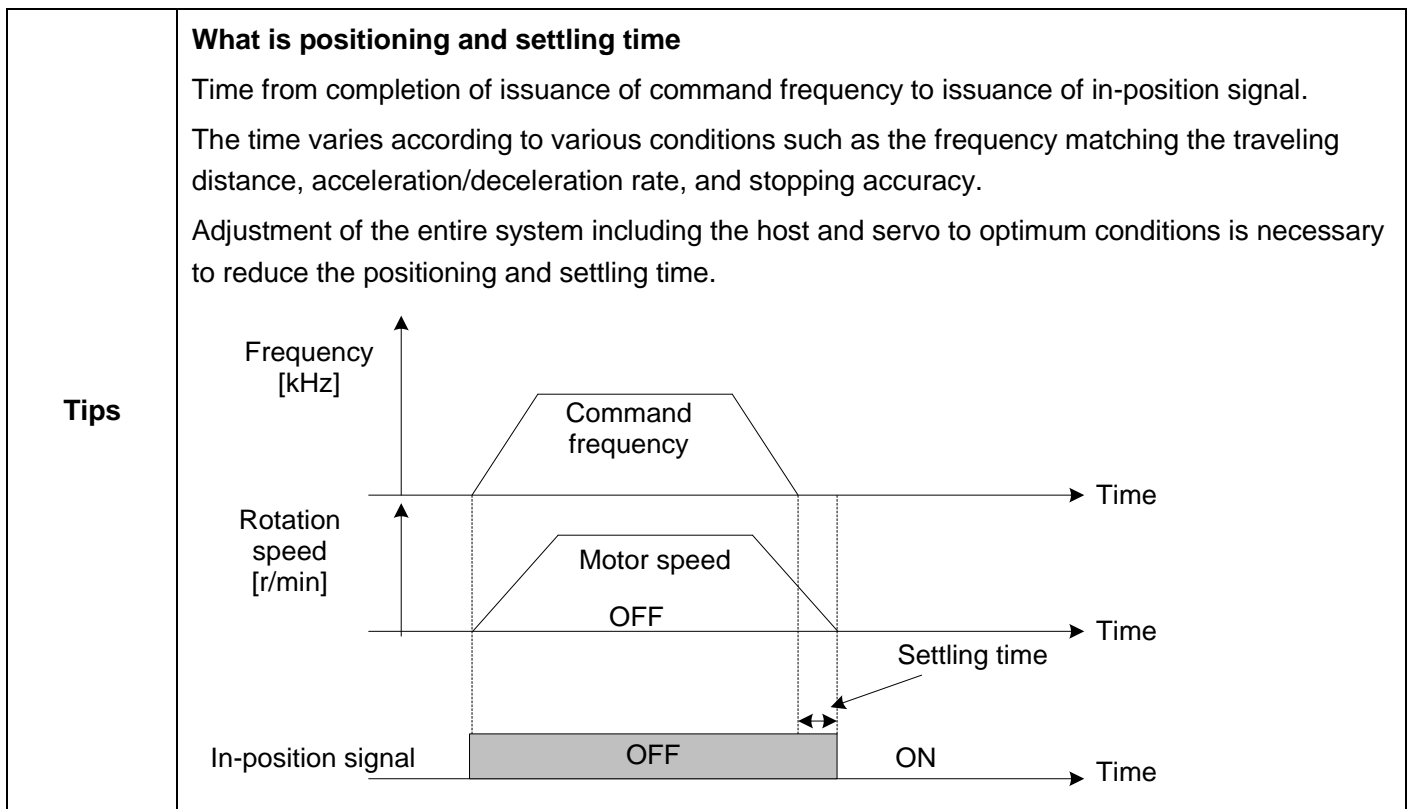 What is positioning and settling time
Time from completion of issuance of command frequency to issuance of in-position signal.
The time varies according to various conditions such as the frequency matching the traveling
distance, acceleration/deceleration rate, and stopping accuracy.
Adjustment of the entire system including the host and servo to optimum conditions is necessary
to reduce the positioning and settling time.
Tips
Frequency
[kHz]
Command
frequency
Time
Rotation
speed
[r/min]
Motor speed
OFF
Time
Settling time
In-position signal
OFF
ON
Time